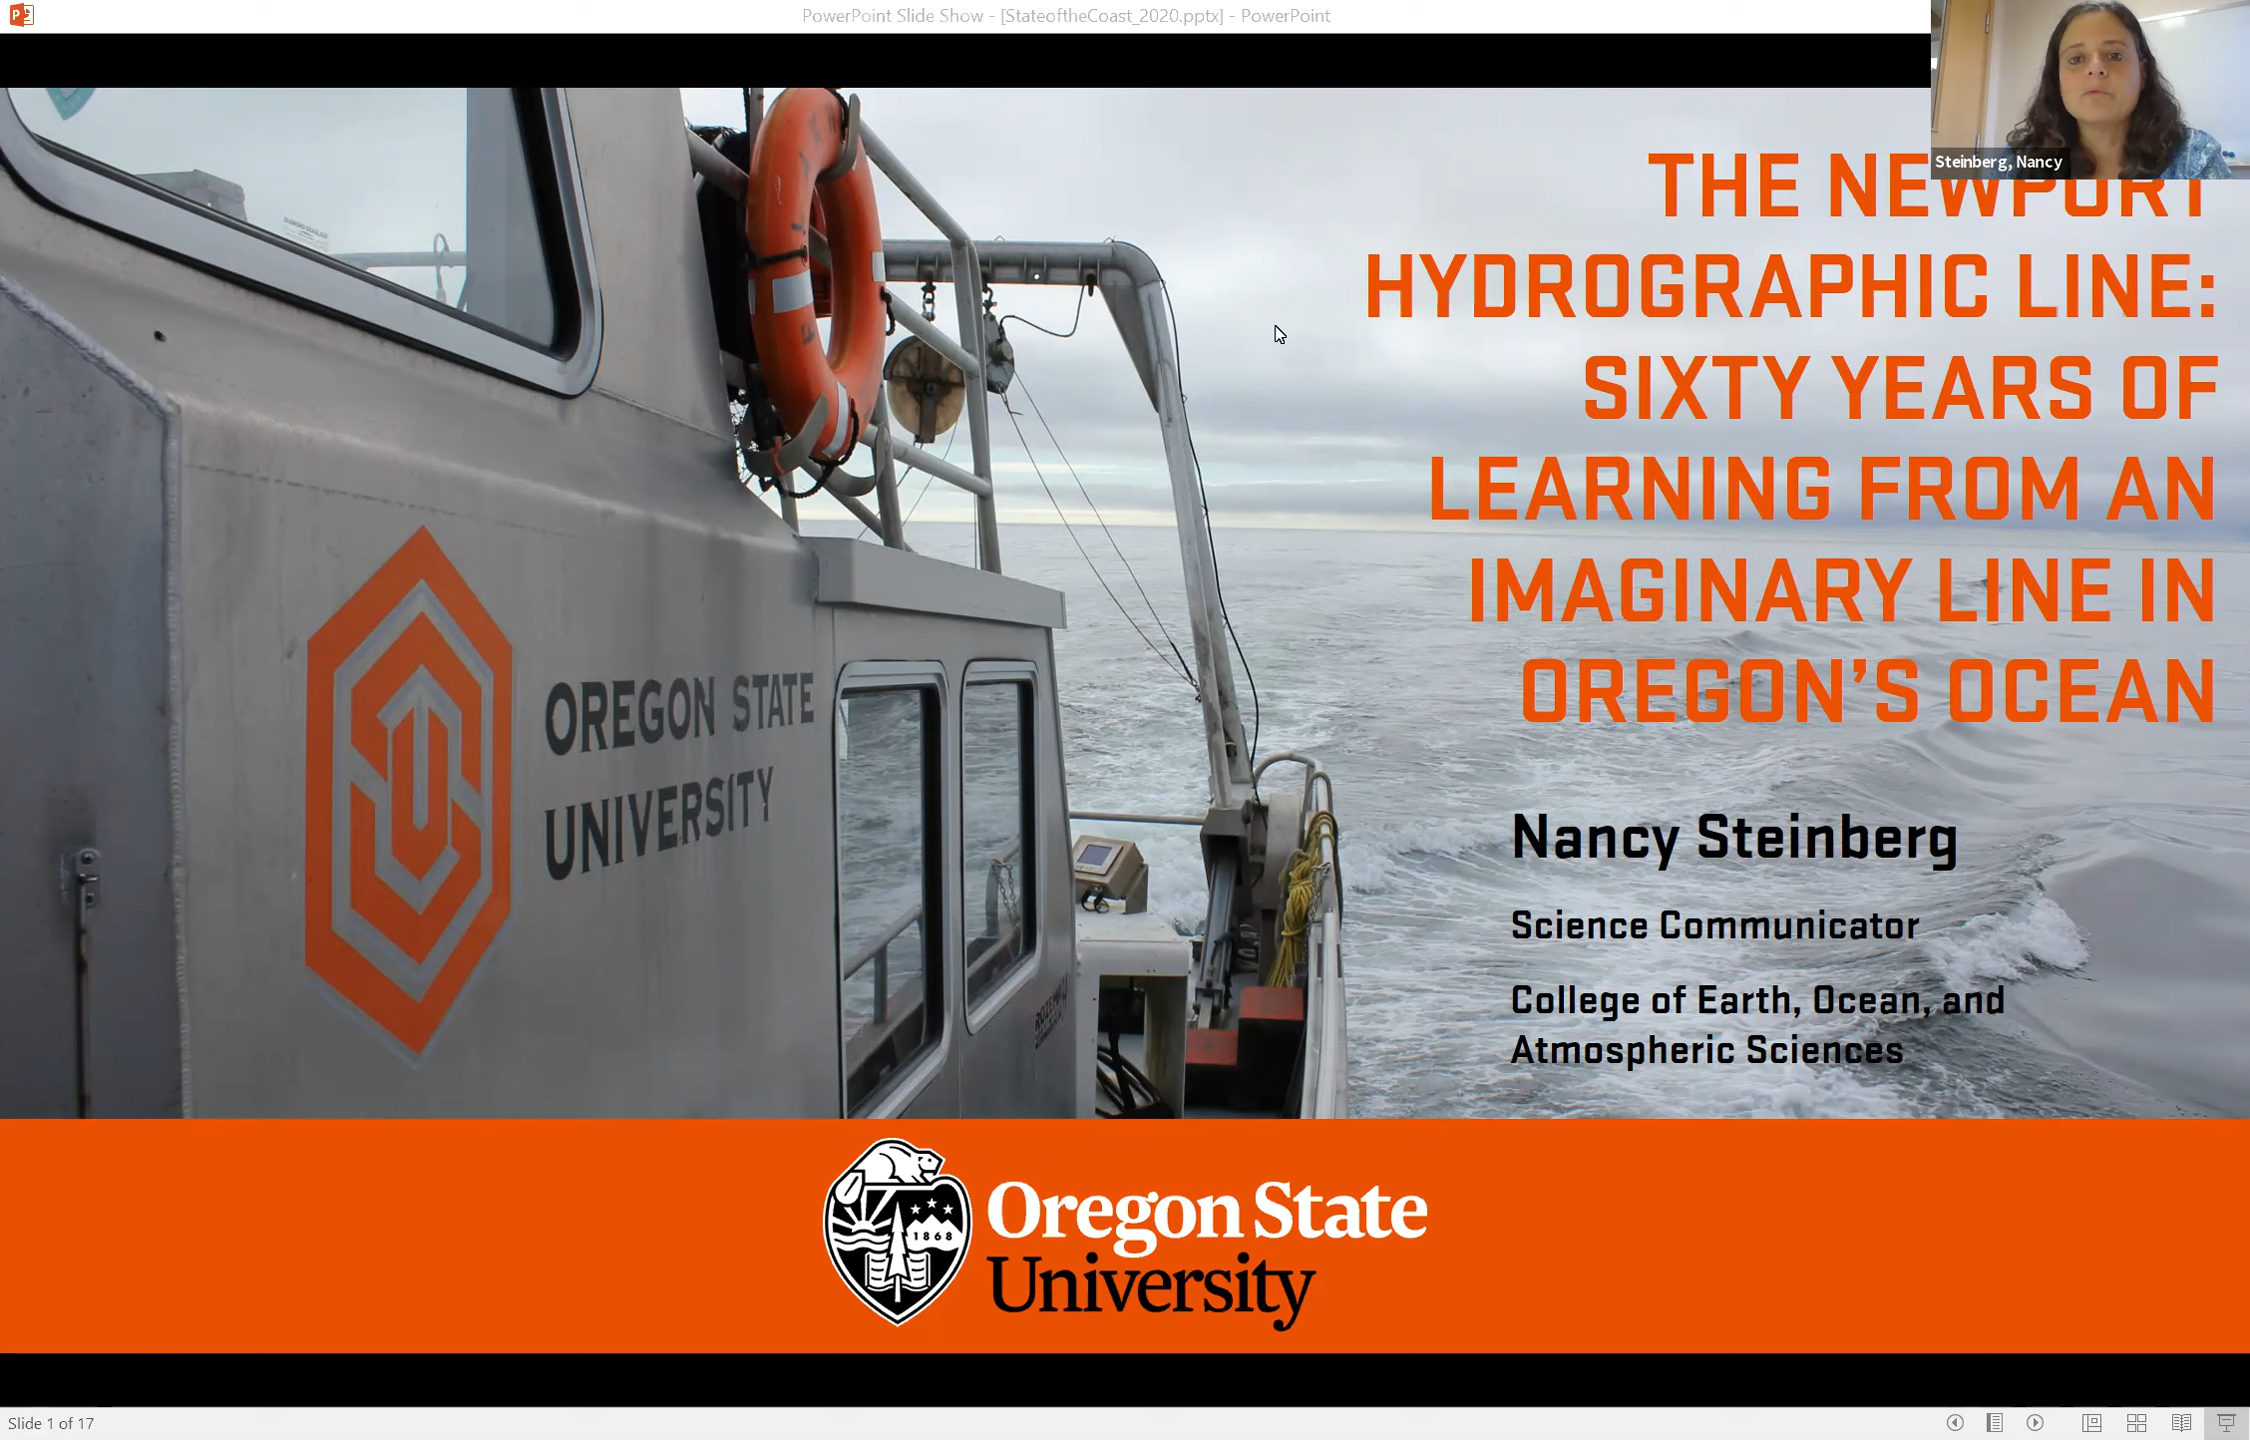 PowerPoint Slide Show - [StateoftheCoast_2020.pptx] - PowerPoint
Steinberg, Nancy
THE NEWPORT
HYDROGRAPHIC LINE:
SIXTY YEARS OF
LEARNING FROM AN
IMAGINARY LINE IN
OREGON'S OCEAN
OREGON STATE
UNIVERSITY
Nancy Steinberg
Science Communicator
College of Earth, Ocean, and
Atmospheric Sciences
1868
Oregon State
University
Slide 1 of 17